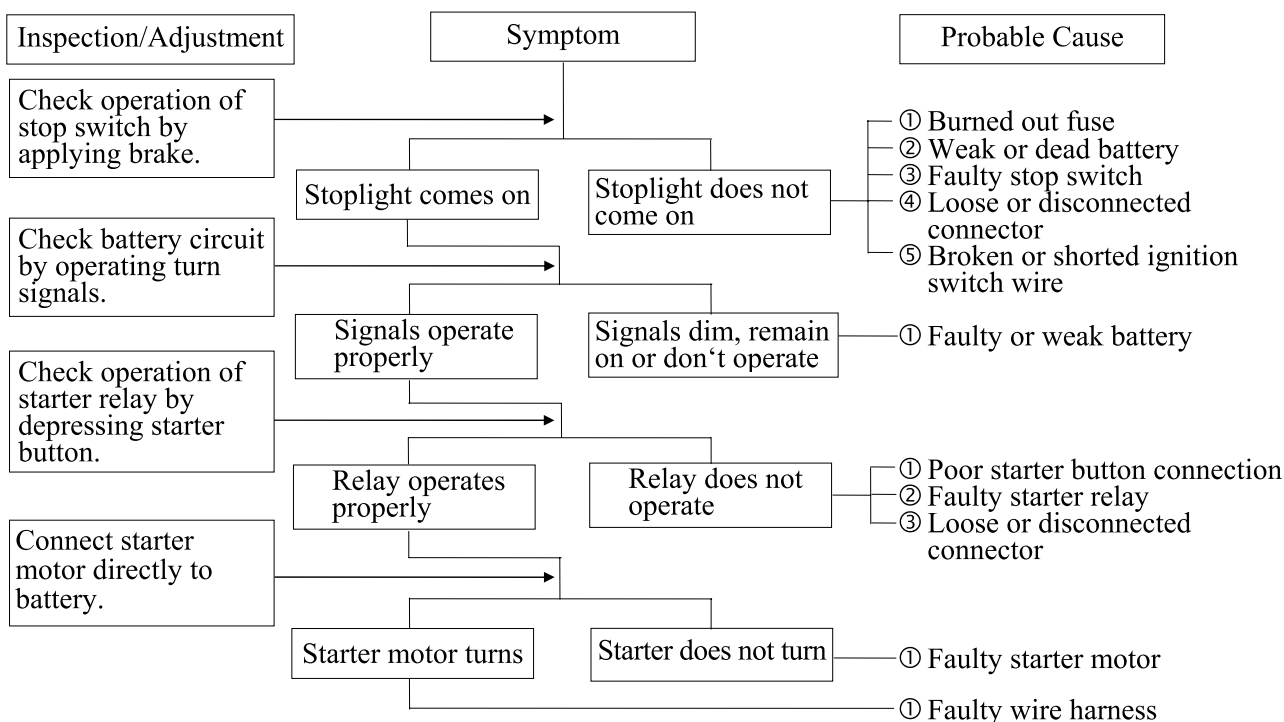 Inspection/Adjustment
Symptom
Probable Cause
Check operation of
stop switch by
applying brake.
Stoplight comes on
Stoplight does not
come on
① Burned out fuse
② Weak or dead battery
③ Faulty stop switch
④ Loose or disconnected
connector
⑤ Broken or shorted ignition
switch wire
Check battery circuit
by operating turn
signals.
Signals operate
properly
Signals dim, remain
on or don‘t operate
① Faulty or weak battery
Check operation of
starter relay by
depressing starter
button.
Relay operates
properly
Relay does not
operate
① Poor starter button connection
② Faulty starter relay
③ Loose or disconnected
connector
Connect starter
motor directly to
battery.
Starter motor turns
Starter does not turn
① Faulty starter motor
① Faulty wire harness